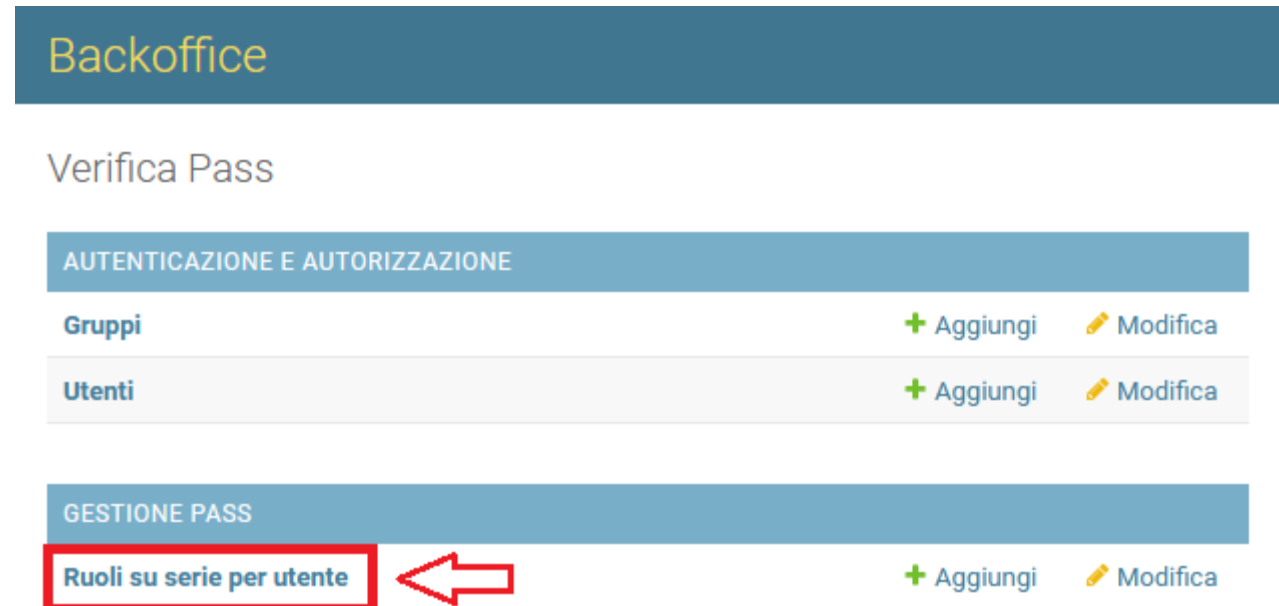 Backoffice
Verifica Pass
AUTENTICAZIONE E AUTORIZZAZIONE
Gruppi Aggiungi Modifica
Utenti Aggiungi Modifica
GESTIONE PASS
Ruoli su serie per utente Aggiungi Modifica